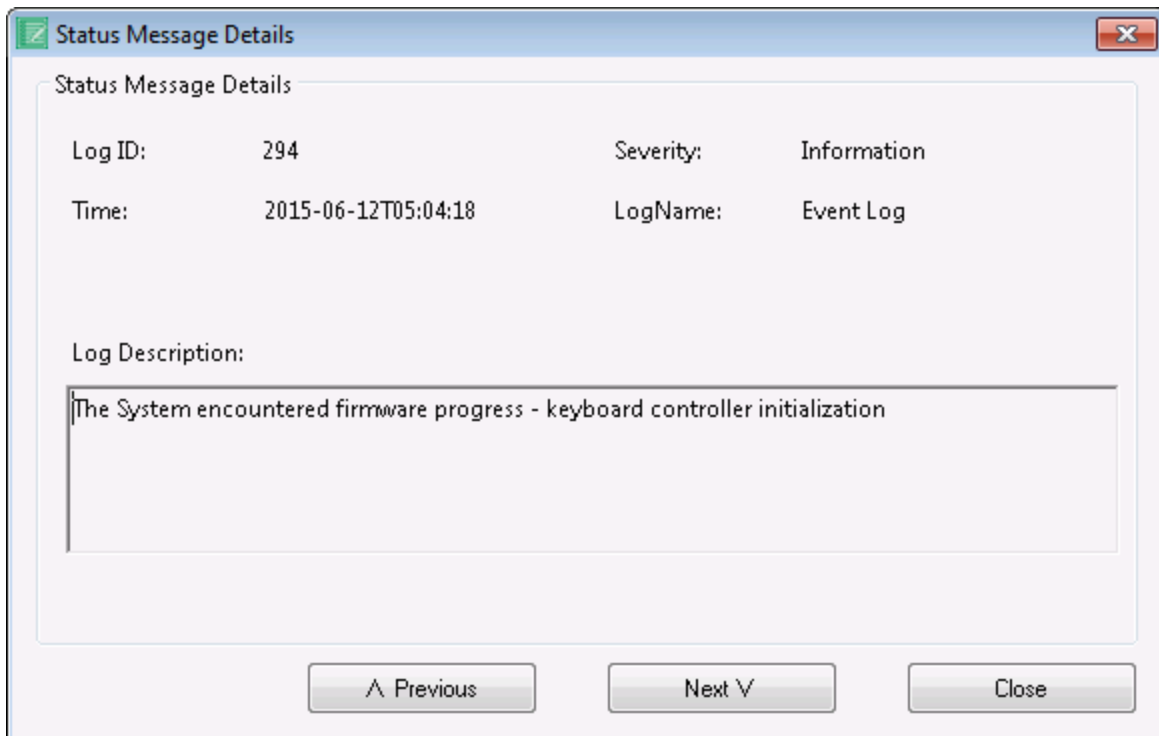 Status Message Details
Status Message Details
Log ID: 294 Severity: Information
Time: 2015-06-12T05:04:18 LogName: Event Log
Log Description:
The System encountered firmware progress - keyboard controller initialization
Λ Previous Next V Close